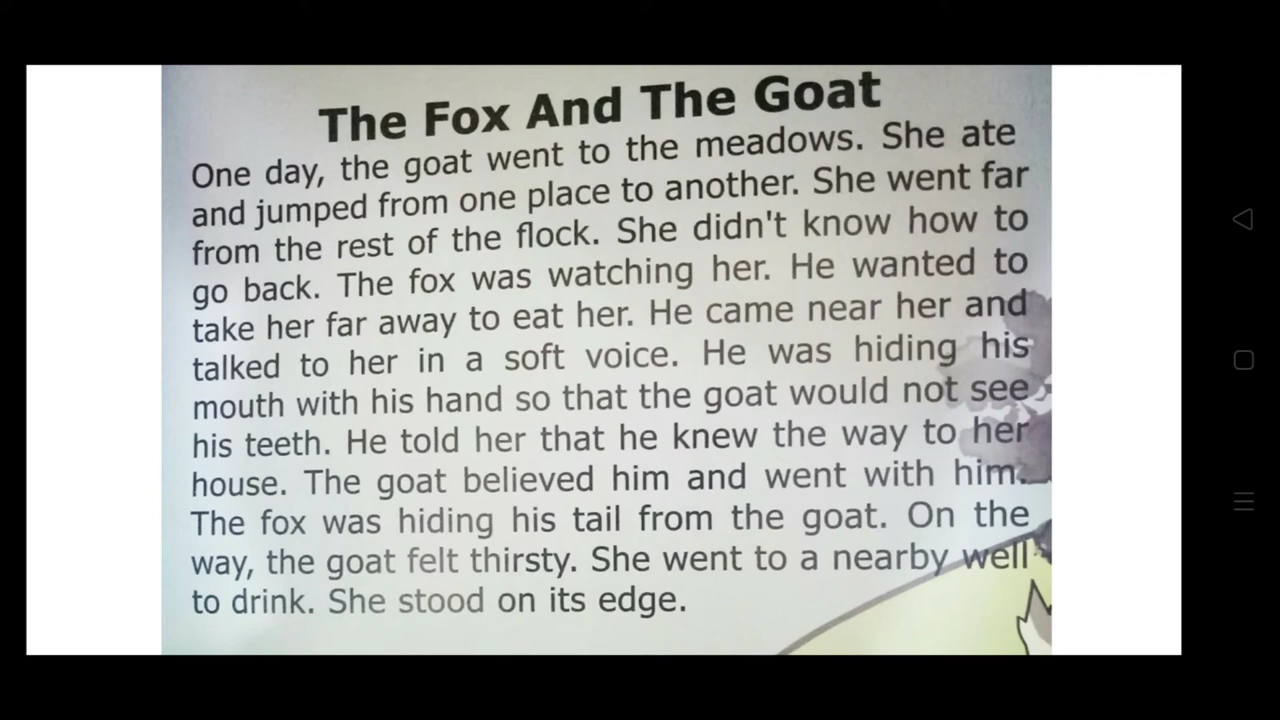 The Fox And The Goat
One day, the goat went to the meadows. She ate
and jumped from one place to another. She went far
from the rest of the flock. She didn't know how to
go back. The fox was watching her. He wanted to
take her far away to eat her. He came near her and
talked to her in a soft voice. He was hiding his
mouth with his hand so that the goat would not see
his teeth. He told her that he knew the way to her
house. The goat believed him and went with him.
The fox was hiding his tail from the goat. On the
way, the goat felt thirsty. She went to a nearby well
to drink. She stood on its edge.